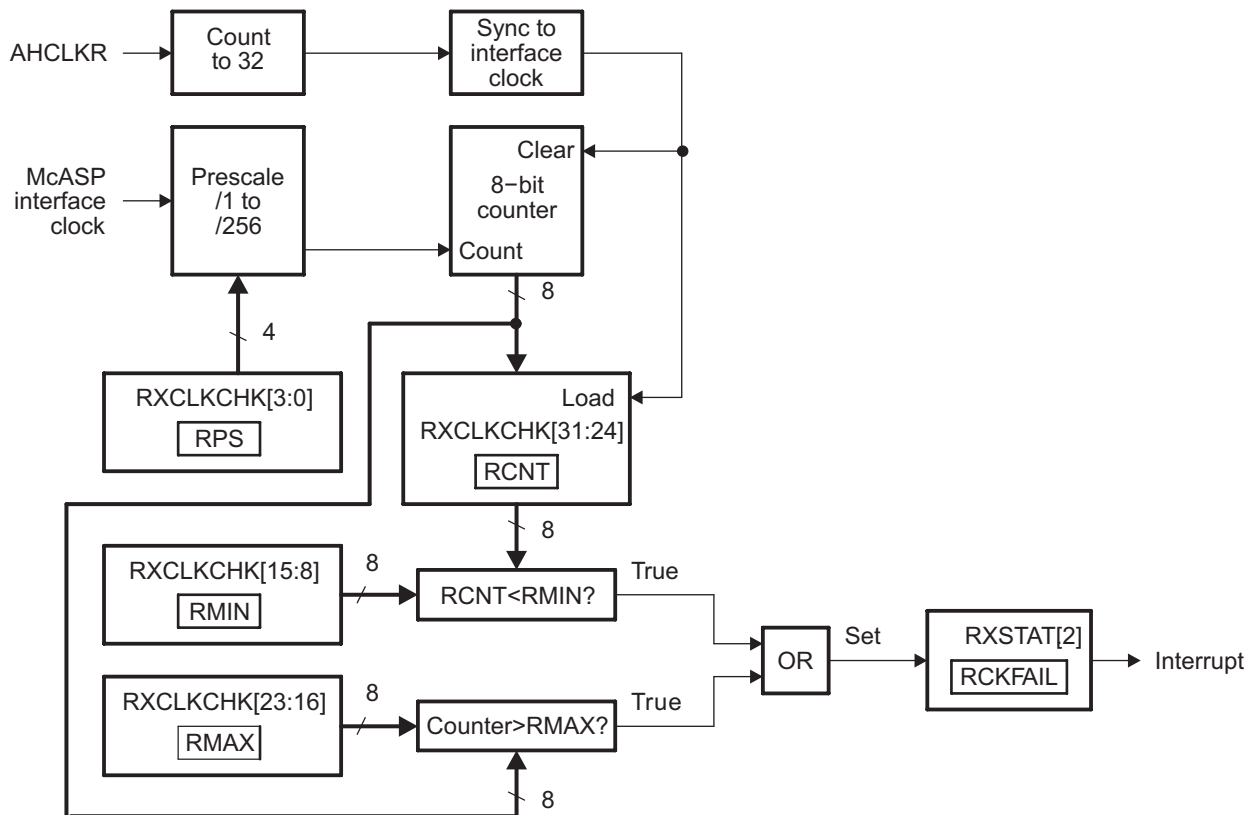 AHCLKR
Count
to 32
Sync to
interface
clock
McASP
interface
clock
Prescale
/1 to
/256
Clear
8−bit
counter
Count
8
4
RXCLKCHK[3:0]
RPS
Load
RXCLKCHK[31:24]
RCNT
8
RXCLKCHK[15:8]
RMIN
8
RCNT<RMIN?
True
OR
Set
RXSTAT[2]
RCKFAIL
Interrupt
RXCLKCHK[23:16]
RMAX
8
Counter>RMAX?
True
8